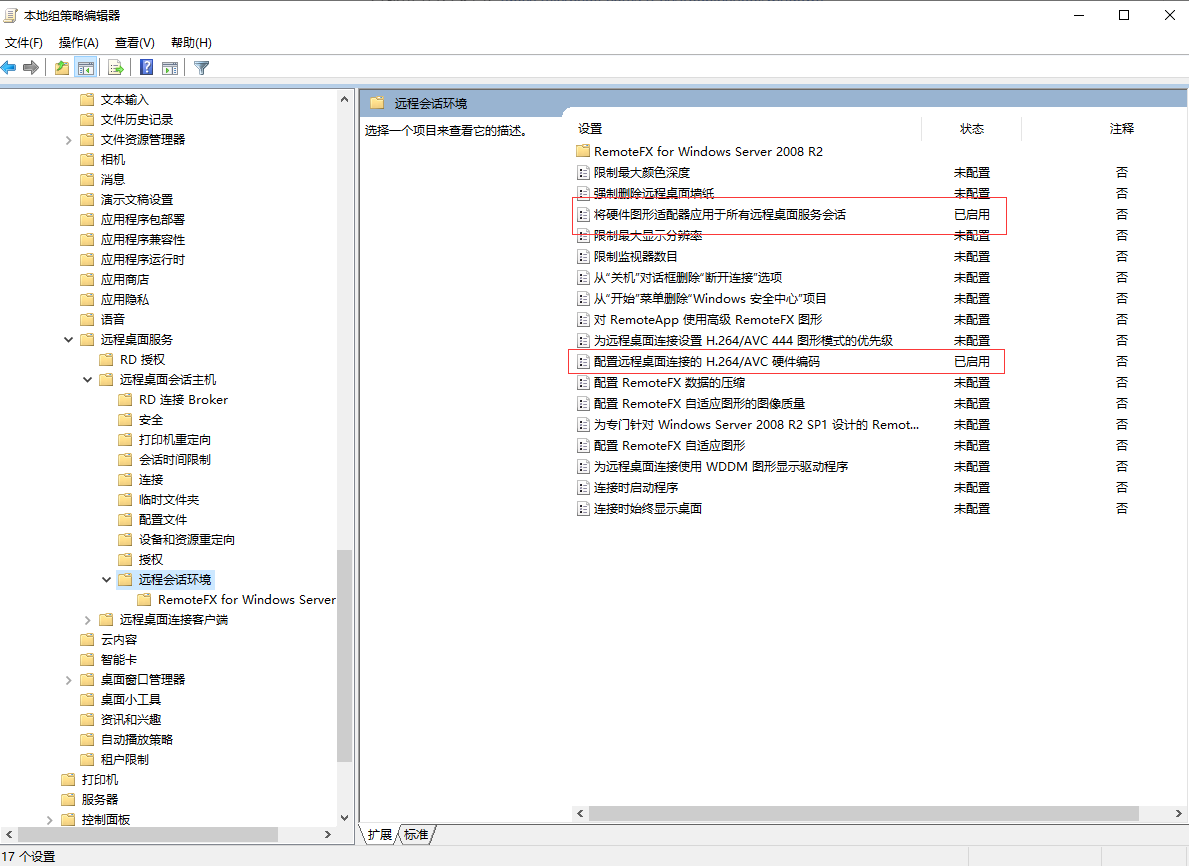 本地组策略编辑器
文件(F) 操作(A) 查看(V) 帮助(H)
文本输入
文件历史记录
文件资源管理器
相机
消息
演示文稿设置
应用程序包部署
应用程序兼容性
应用程序运行时
应用商店
应用隐私
语音
远程桌面服务
RD 授权
远程桌面会话主机
RD 连接 Broker
安全
打印机重定向
会话时间限制
连接
临时文件夹
配置文件
设备和资源重定向
授权
远程会话环境
RemoteFX for Windows Server
远程桌面连接客户端
云内容
智能卡
桌面窗口管理器
桌面小工具
资讯和兴趣
自动播放策略
租户限制
打印机
服务器
控制面板
远程会话环境
选择一个项目来查看它的描述。
设置 状态 注释
RemoteFX for Windows Server 2008 R2
限制最大颜色深度 未配置 否
强制删除远程桌面墙纸 未配置 否
将硬件图形适配器应用于所有远程桌面服务会话 已启用 否
限制最大显示分辨率 未配置 否
限制监视器数目 未配置 否
从“关机”对话框删除“断开连接”选项 未配置 否
从“开始”菜单删除“Windows 安全中心”项目 未配置 否
对 RemoteApp 使用高级 RemoteFX 图形 未配置 否
为远程桌面连接设置 H.264/AVC 444 图形模式的优先级 未配置 否
配置远程桌面连接的 H.264/AVC 硬件编码 已启用 否
配置 RemoteFX 数据的压缩 未配置 否
配置 RemoteFX 自适应图形的图像质量 未配置 否
为专门针对 Windows Server 2008 R2 SP1 设计的 Remot... 未配置 否
配置 RemoteFX 自适应图形 未配置 否
为远程桌面连接使用 WDDM 图形显示驱动程序 未配置 否
连接时启动程序 未配置 否
连接时始终显示桌面 未配置 否
扩展 标准
17 个设置